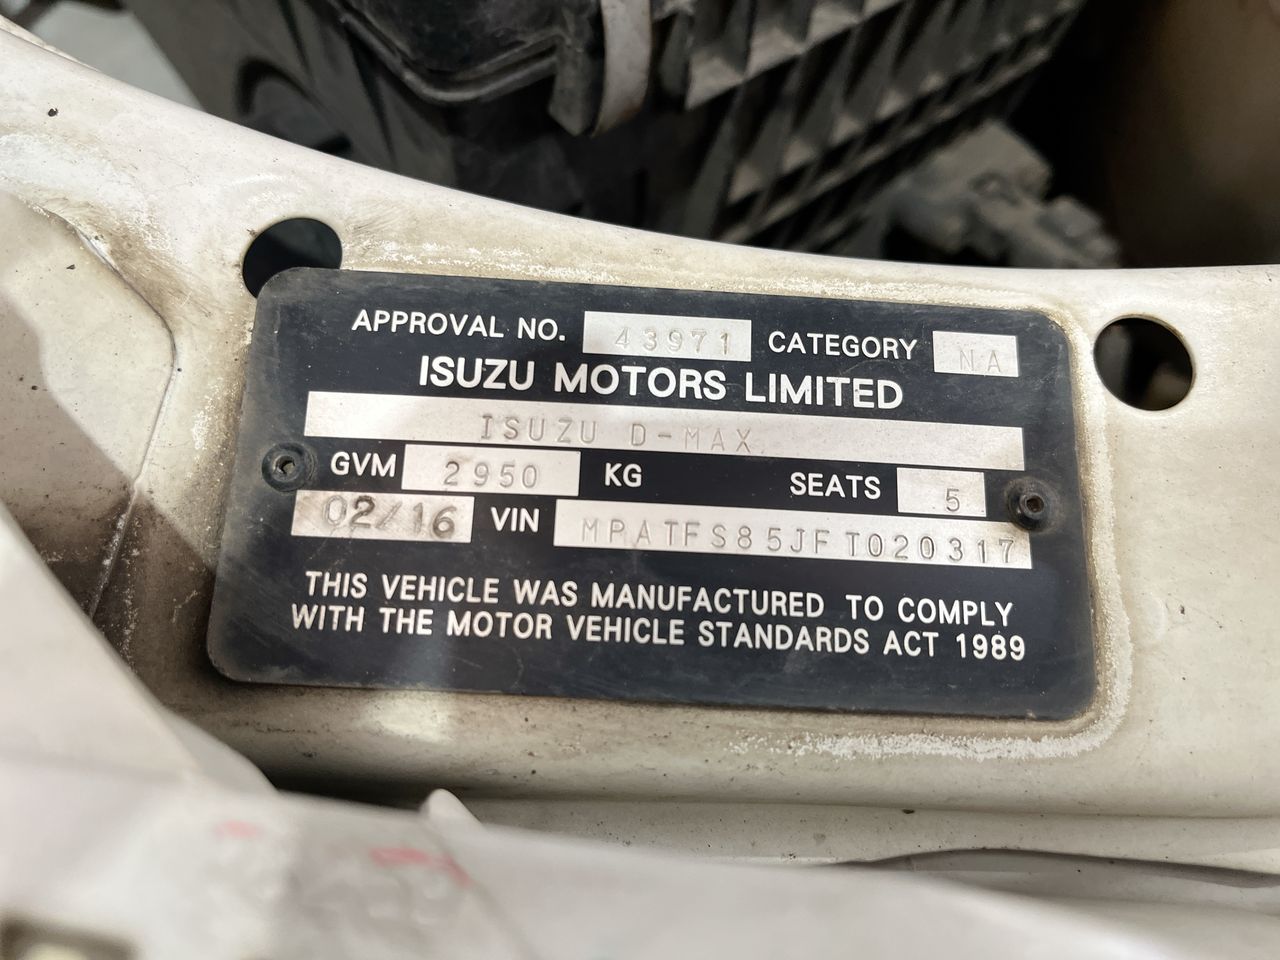 APPROVAL NO. 43971 CATEGORY NA
ISUZU MOTORS LIMITED
ISUZU D-MAX
GVM 2950 KG SEATS 5
02/16 VIN MPATFS85JFT020317
THIS VEHICLE WAS MANUFACTURED TO COMPLY
WITH THE MOTOR VEHICLE STANDARDS ACT 1989